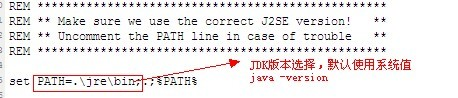 REM **************************************************
REM ** Make sure we use the correct J2SE version!   **
REM ** Uncomment the PATH line in case of trouble   **
REM **************************************************
set PATH=.\jre\bin;.;%PATH%
JDK版本选择，默认使用系统值
java -version